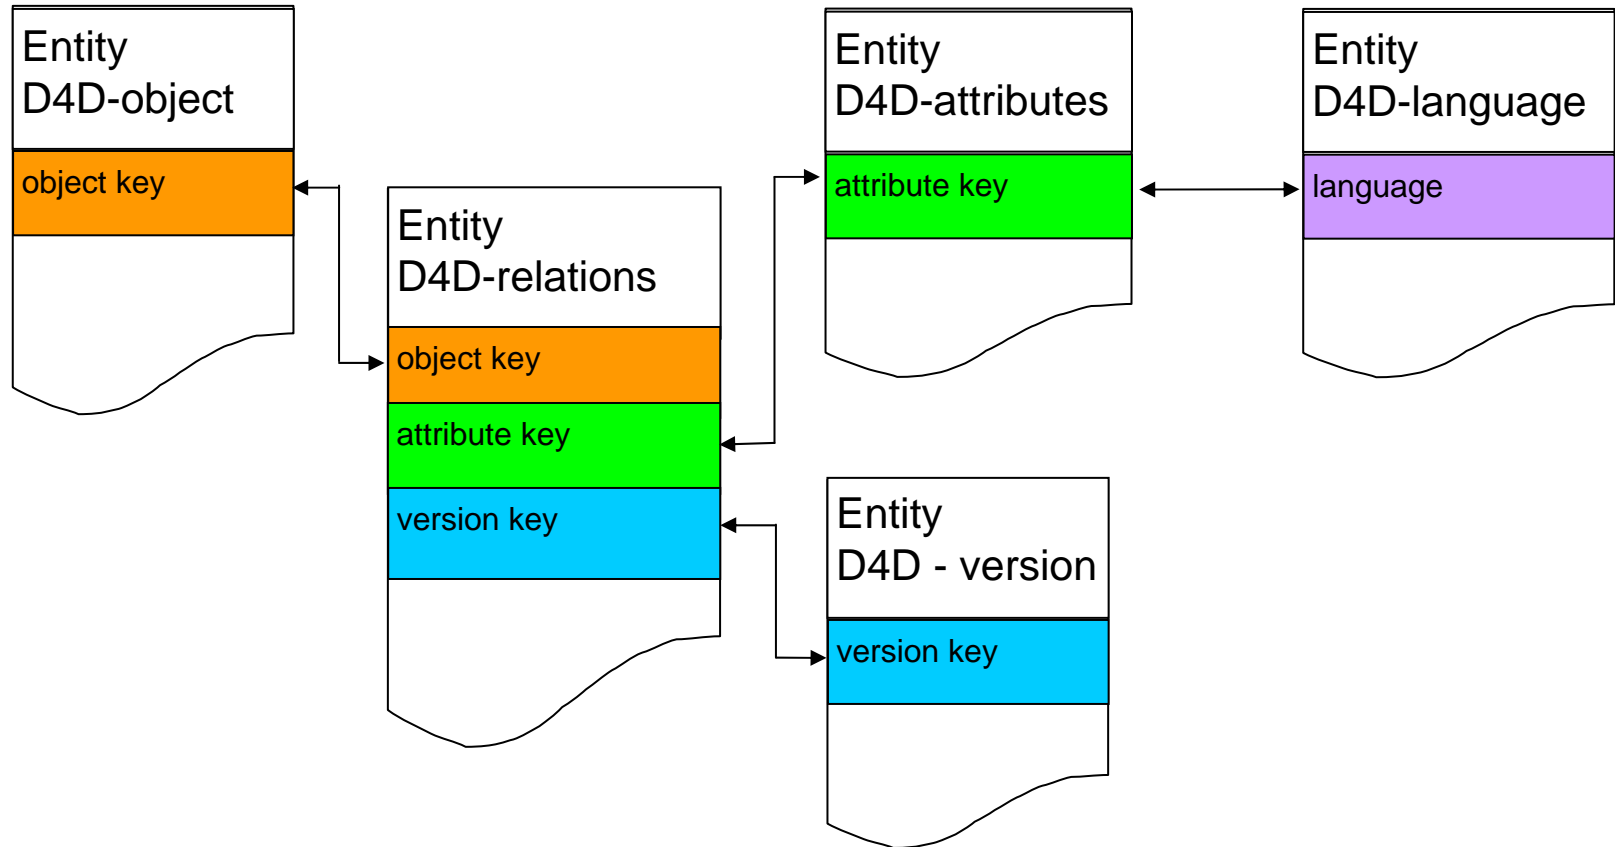 Entity
D4D-object
object key
Entity
D4D-relations
object key
attribute key
version key
Entity
D4D-attributes
attribute key
Entity
D4D-language
language
Entity
D4D - version
version key